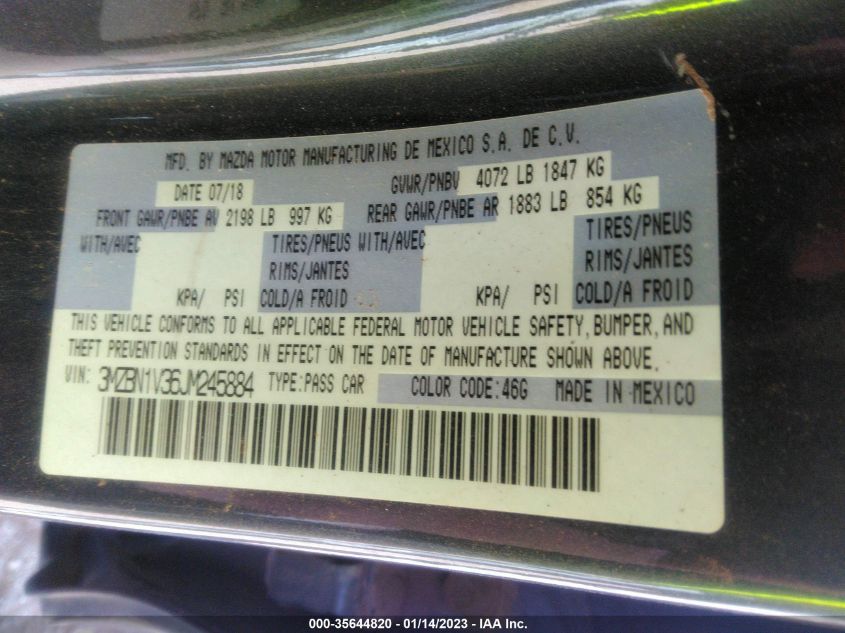 MFD. BY MAZDA MOTOR MANUFACTURING DE MEXICO S.A. DE C.V.
DATE 07/18 GVWR/PNBV 4072 LB 1847 KG
FRONT GAWR/PNBE AV 2198 LB 997 KG REAR GAWR/PNBE AR 1883 LB 854 KG
WITH/AVEC TIRES/PNEUS WITH/AVEC TIRES/PNEUS
RIMS/JANTES RIMS/JANTES
KPA/ PSI COLD/A FROID KPA/ PSI COLD/A FROID
THIS VEHICLE CONFORMS TO ALL APPLICABLE FEDERAL MOTOR VEHICLE SAFETY, BUMPER, AND
THEFT PREVENTION STANDARDS IN EFFECT ON THE DATE OF MANUFACTURE SHOWN ABOVE.
VIN: 3MZBN1V36JM245884 TYPE:PASS CAR COLOR CODE:46G MADE IN MEXICO
000-35644820 - 01/14/2023 - IAA Inc.